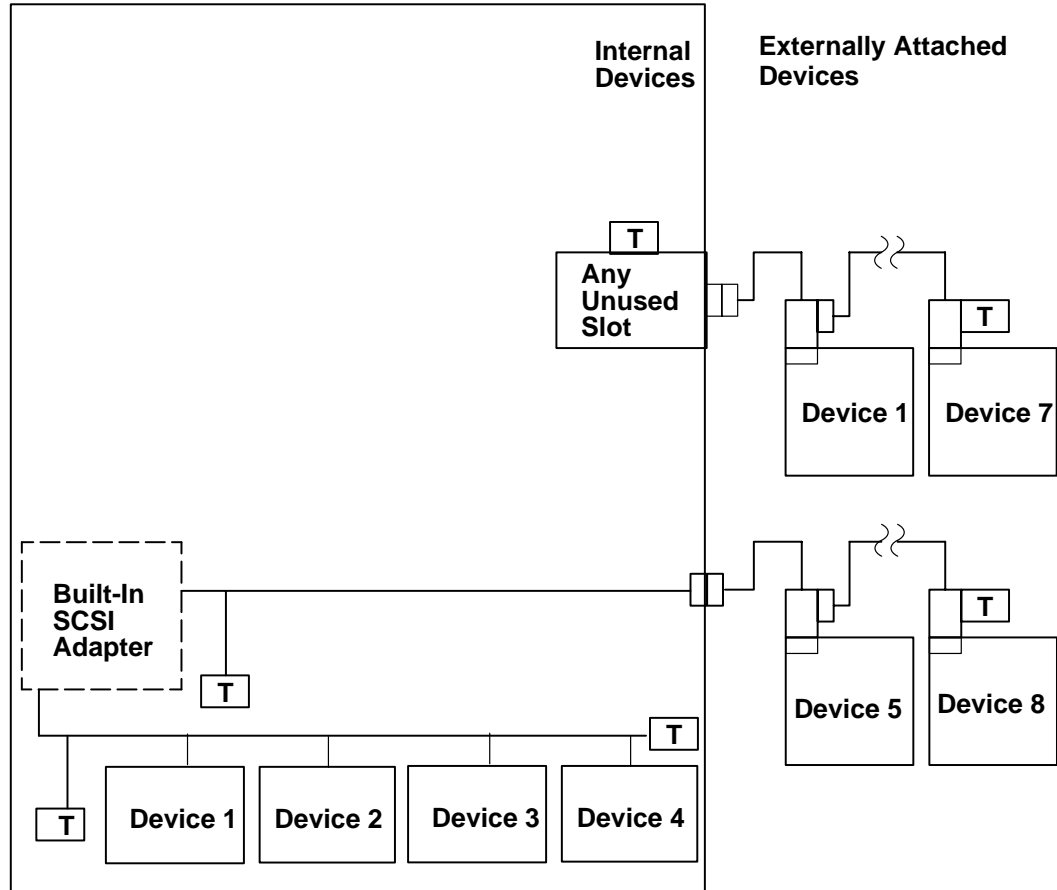 Internal
Devices
Externally Attached
Devices
T
Any
Unused
Slot
T
Device 1
Device 7
Built-In
SCSI
Adapter
T
T
Device 5
Device 8
T
T
Device 1
Device 2
Device 3
Device 4